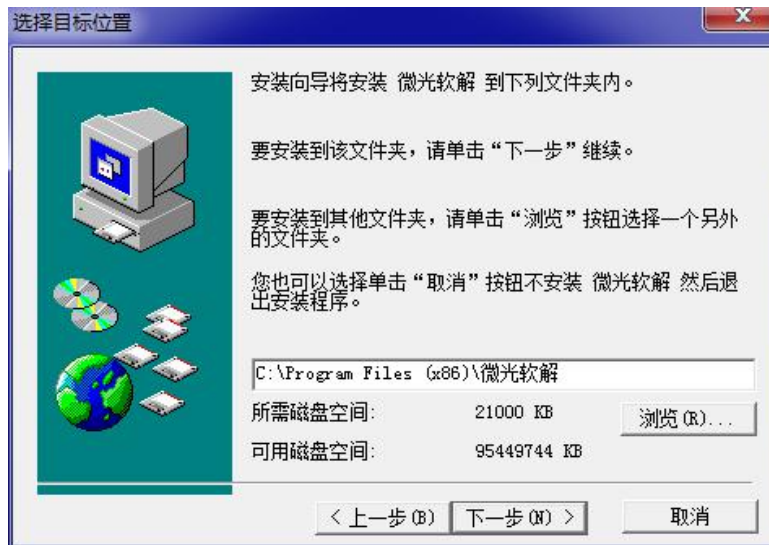 选择目标位置
安装向导将安装 微光软解 到下列文件夹内。
要安装到该文件夹，请单击“下一步”继续。
要安装到其他文件夹，请单击“浏览”按钮选择一个另外
的文件夹。
您也可以选择单击“取消”按钮不安装 微光软解 然后退
出安装程序。
C:\Program Files (x86)\微光软解
所需磁盘空间: 21000 KB
浏览(R)...
可用磁盘空间: 95449744 KB
< 上一步(B) 下一步(N) > 取消